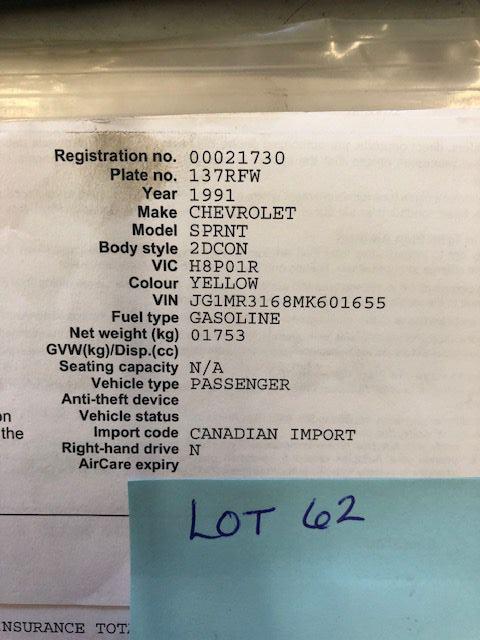 Registration no. 00021730
Plate no. 137RFW
Year 1991
Make CHEVROLET
Model SPRNT
Body style 2DCON
VIC H8P01R
Colour YELLOW
VIN JG1MR3168MK601655
Fuel type GASOLINE
Net weight (kg) 01753
GVW(kg)/Disp.(cc)
Seating capacity N/A
Vehicle type PASSENGER
Anti-theft device
Vehicle status
the Import code CANADIAN IMPORT
Right-hand drive N
AirCare expiry
LOT 62
NSURANCE TOT